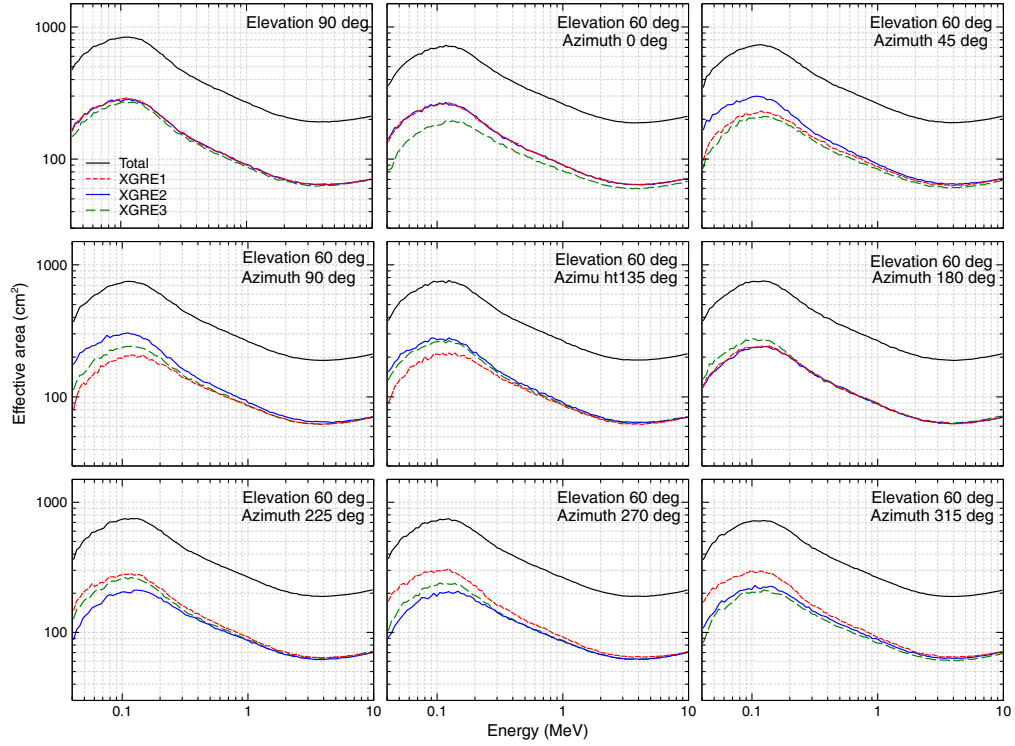 1000
100
Elevation 90 deg
Total
XGRE1
XGRE2
XGRE3
Elevation 60 deg
Azimuth 0 deg
Elevation 60 deg
Azimuth 45 deg
Effective area (cm²)
1000
100
Elevation 60 deg
Azimuth 90 deg
Elevation 60 deg
Azimu ht135 deg
Elevation 60 deg
Azimuth 180 deg
1000
100
Elevation 60 deg
Azimuth 225 deg
Elevation 60 deg
Azimuth 270 deg
Elevation 60 deg
Azimuth 315 deg
0.1 1 10
0.1 1 10
0.1 1 10
Energy (MeV)